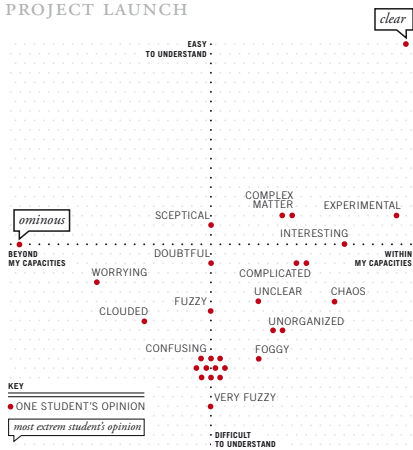 PROJECT LAUNCH
clear
EASY
TO UNDERSTAND
COMPLEX
MATTER
EXPERIMENTAL
ominous
SCEPTICAL
INTERESTING
BEYOND
MY CAPACITIES
DOUBTFUL
WITHIN
MY CAPACITIES
WORRYING
COMPLICATED
UNCLEAR
CHAOS
FUZZY
CLOUDED
UNORGANIZED
CONFUSING
FOGGY
KEY
VERY FUZZY
ONE STUDENT'S OPINION
most extrem student's opinion
DIFFICULT
TO UNDERSTAND